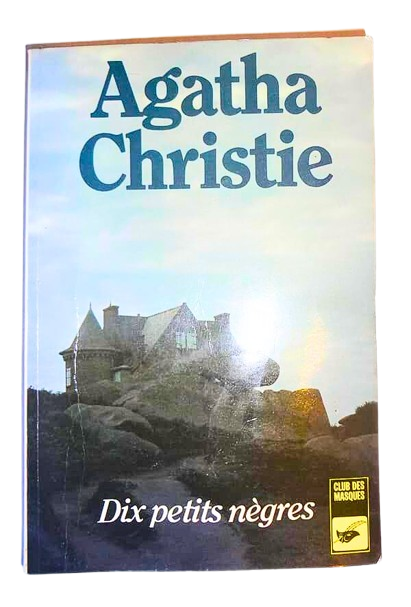 Agatha
Christie
Dix petits nègres
CLUB DES
MASQUES